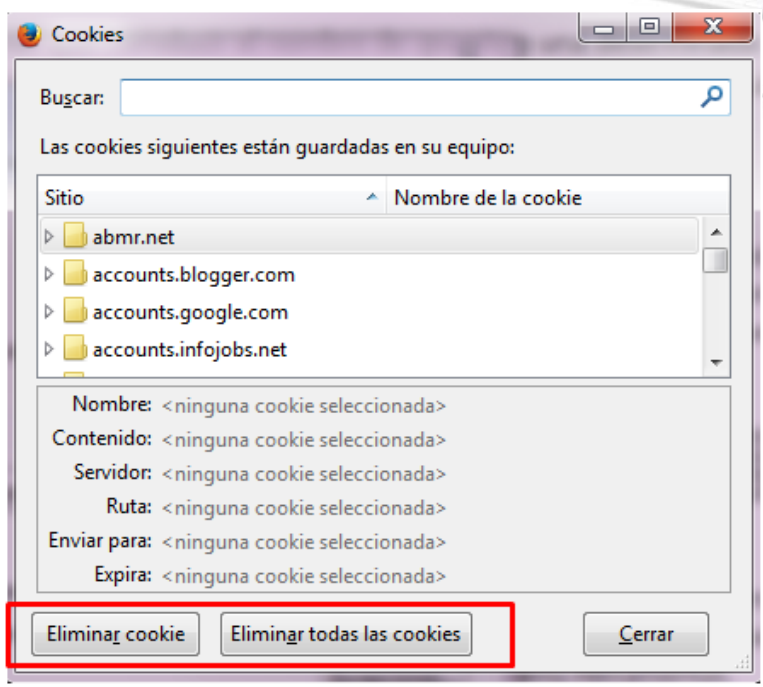 Cookies
Buscar:
Las cookies siguientes están guardadas en su equipo:
Sitio Nombre de la cookie
abmr.net
accounts.blogger.com
accounts.google.com
accounts.infojobs.net
Nombre: <ninguna cookie seleccionada>
Contenido: <ninguna cookie seleccionada>
Servidor: <ninguna cookie seleccionada>
Ruta: <ninguna cookie seleccionada>
Enviar para: <ninguna cookie seleccionada>
Expira: <ninguna cookie seleccionada>
Eliminar cookie Eliminar todas las cookies Cerrar